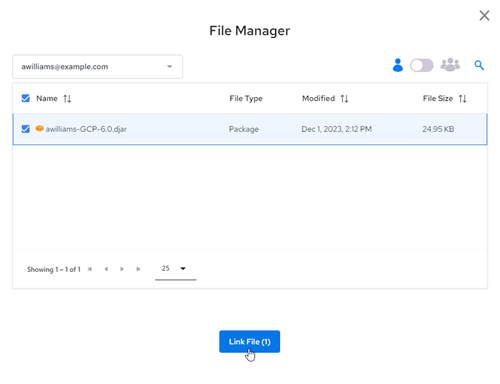 File Manager
awilliams@example.com
Name File Type Modified File Size
awilliams-GCP-6.0.djar Package Dec 1, 2023, 2:12 PM 24.95 KB
Showing 1 – 1 of 1 25
Link File (1)